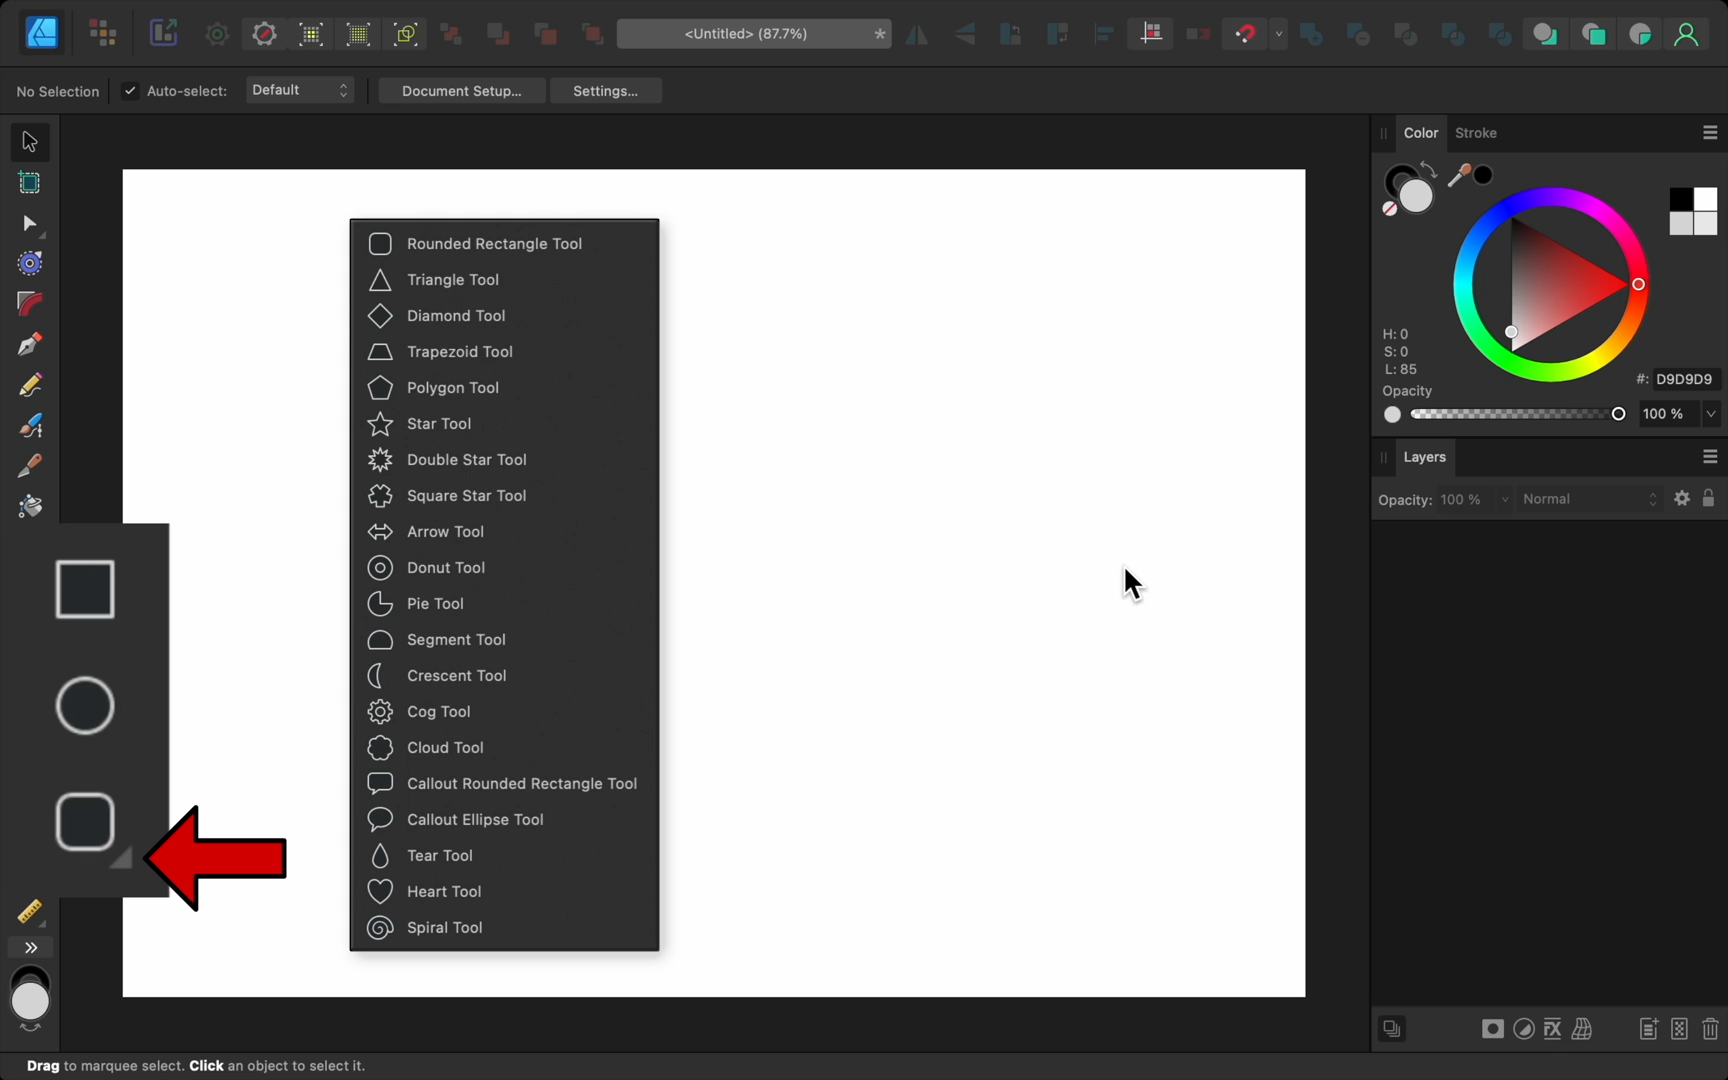 <Untitled> (87.7%)
*
No Selection
Auto-select:
Default
Document Setup...
Settings...
Color
Stroke
Rounded Rectangle Tool
Triangle Tool
Diamond Tool
Trapezoid Tool
Polygon Tool
Star Tool
Double Star Tool
Square Star Tool
Arrow Tool
Donut Tool
Pie Tool
Segment Tool
Crescent Tool
Cog Tool
Cloud Tool
Callout Rounded Rectangle Tool
Callout Ellipse Tool
Tear Tool
Heart Tool
Spiral Tool
H: 0
S: 0
L: 85
#: D9D9D9
Opacity
100 %
Layers
Opacity: 100 %
Normal
FX
Drag to marquee select. Click an object to select it.